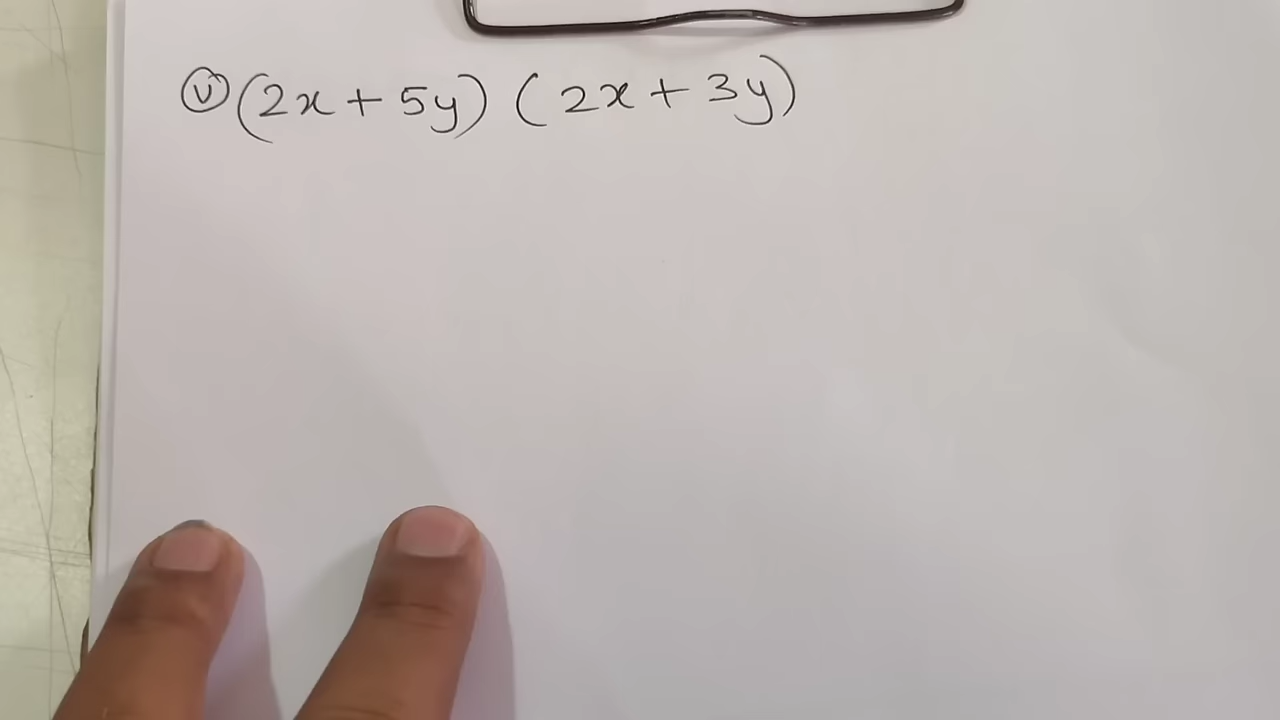 ⓥ (2x + 5y) (2x + 3y)